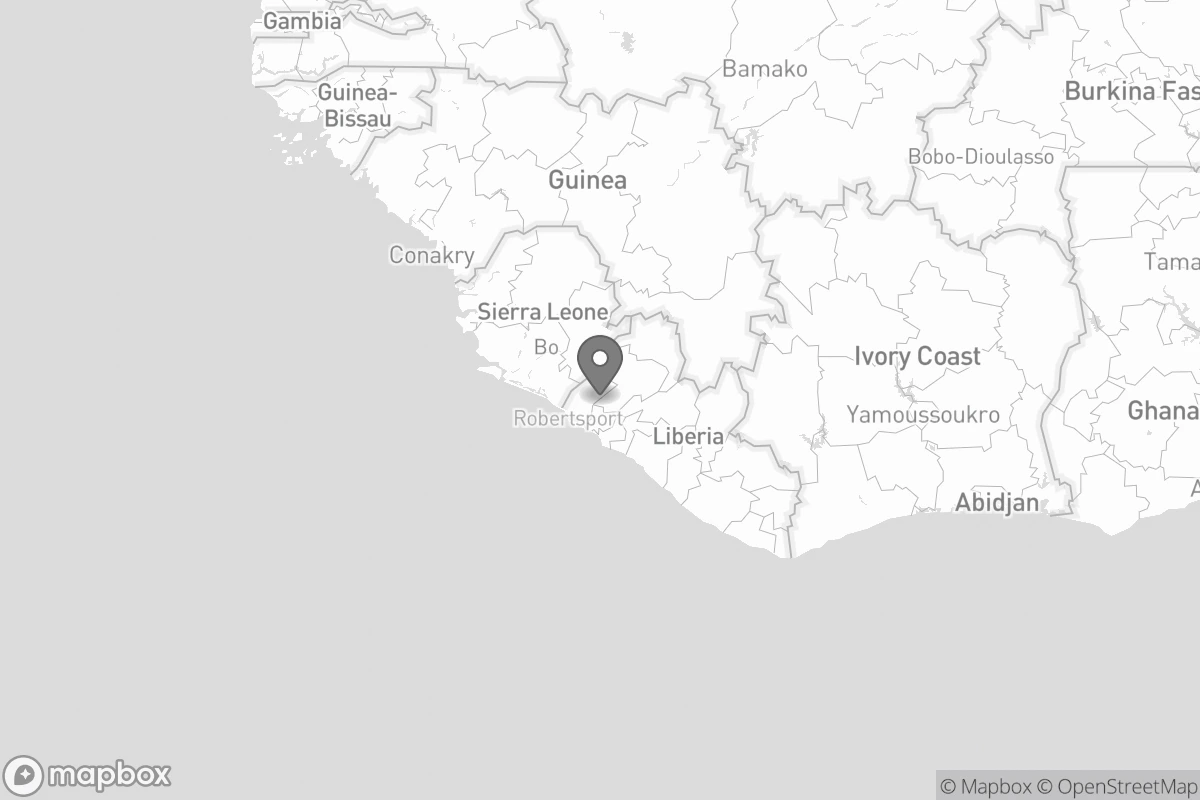 Gambia
Bamako
Guinea-
Bissau
Burkina Fas
Bobo-Dioulasso
Guinea
Conakry
Tama
Sierra Leone
Bo
Ivory Coast
Robertsport
Yamoussoukro
Ghana
Liberia
Abidjan
A
mapbox
© Mapbox © OpenStreetMap